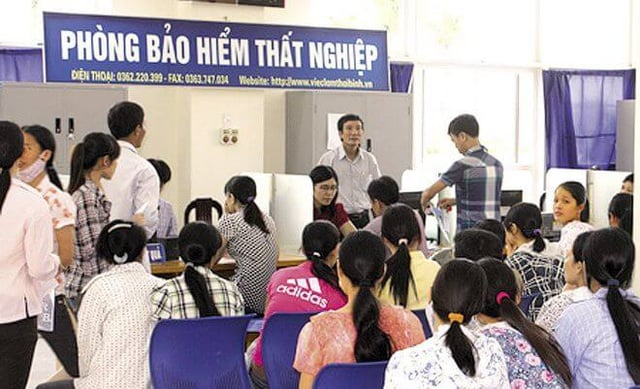 PHÒNG BẢO HIỂM THẤT NGHIỆP
ĐIỆN THOẠI: 0362.220.399 - FAX: 0363.747.034 Website: http://www.vieclamthaibinh.vn
adidas